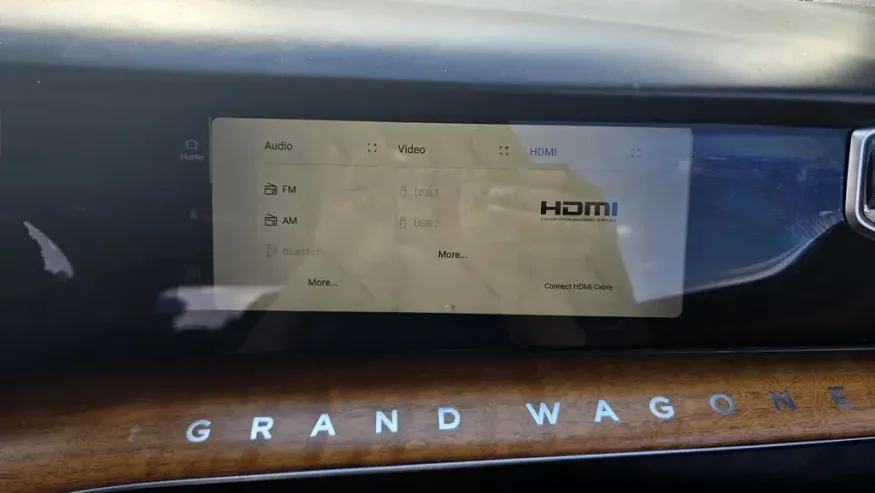 Home
Audio
Video
HDMI
FM
AM
Bluetooth
More...
USB 1
USB 2
More...
HDMI
Connect HDMI Cable
GRAND WAGONE